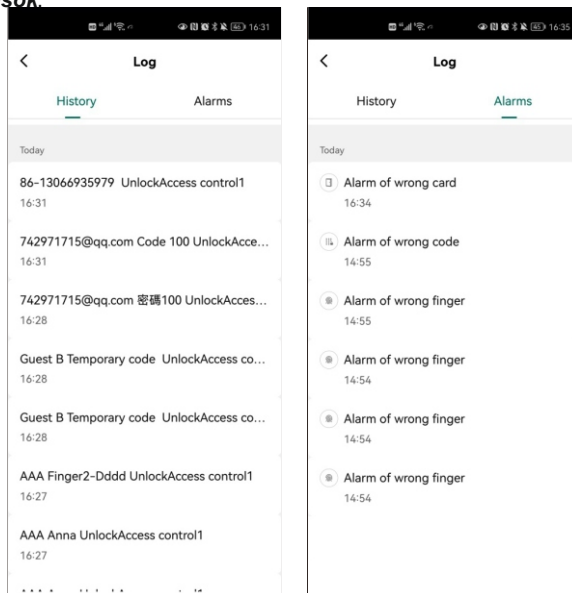 sok.
16:31
Log
History
Alarms
Today
86-13066935979 UnlockAccess control1
16:31
742971715@qq.com Code 100 UnlockAcce...
16:31
742971715@qq.com 密碼100 UnlockAcces...
16:28
Guest B Temporary code UnlockAccess co...
16:28
Guest B Temporary code UnlockAccess co...
16:28
AAA Finger2-Dddd UnlockAccess control1
16:27
AAA Anna UnlockAccess control1
16:27
16:35
Log
History
Alarms
Today
Alarm of wrong card
16:34
Alarm of wrong code
14:55
Alarm of wrong finger
14:55
Alarm of wrong finger
14:54
Alarm of wrong finger
14:54
Alarm of wrong finger
14:54